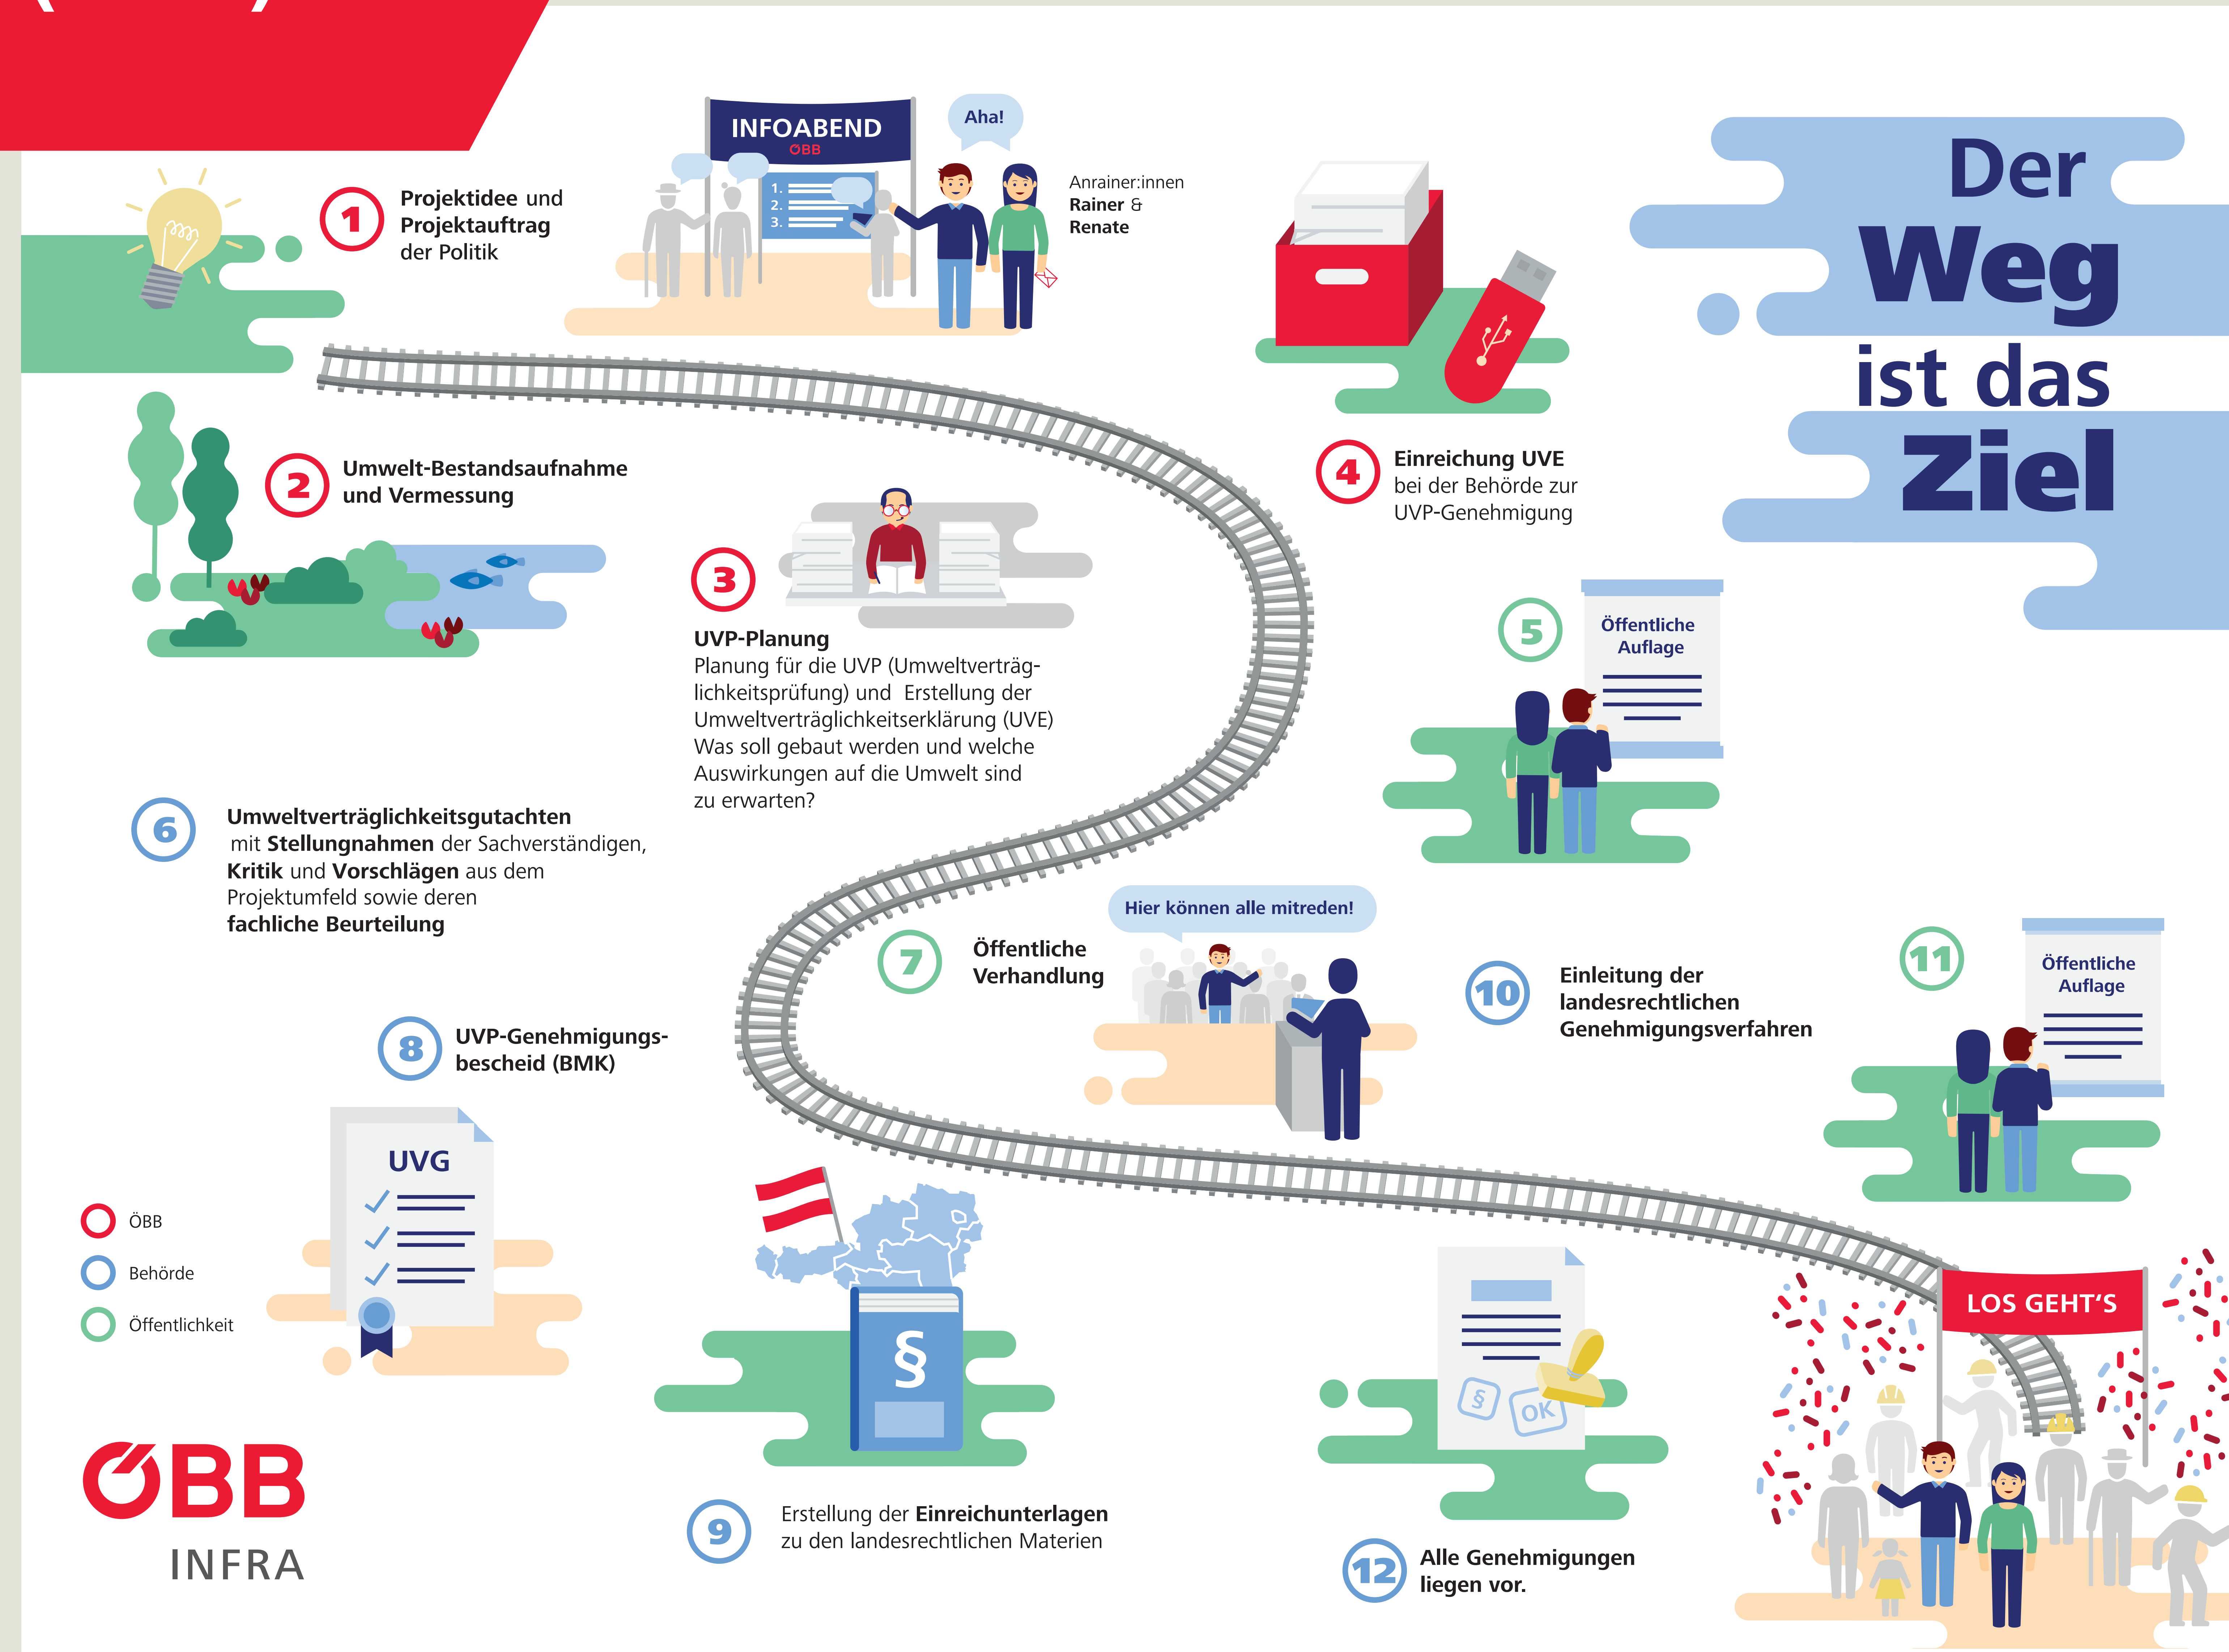 Der
Weg
ist das
Ziel
1
Projektidee und
Projektauftrag
der Politik
INFOABEND
ÖBB
1.
2.
3.
Aha!
Anrainer:innen
Rainer &
Renate
2
Umwelt-Bestandsaufnahme
und Vermessung
3
UVP-Planung
Planung für die UVP (Umweltverträg-
lichkeitsprüfung) und Erstellung der
Umweltverträglichkeitserklärung (UVE)
Was soll gebaut werden und welche
Auswirkungen auf die Umwelt sind
zu erwarten?
4
Einreichung UVE
bei der Behörde zur
UVP-Genehmigung
5
Öffentliche
Auflage
6
Umweltverträglichkeitsgutachten
mit Stellungnahmen der Sachverständigen,
Kritik und Vorschlägen aus dem
Projektumfeld sowie deren
fachliche Beurteilung
7
Öffentliche
Verhandlung
Hier können alle mitreden!
8
UVP-Genehmigungs-
bescheid (BMK)
UVG
9
Erstellung der Einreichunterlagen
zu den landesrechtlichen Materien
§
10
Einleitung der
landesrechtlichen
Genehmigungsverfahren
11
Öffentliche
Auflage
12
Alle Genehmigungen
liegen vor.
§
OK
LOS GEHT'S
ÖBB
Behörde
Öffentlichkeit
ÖBB
INFRA